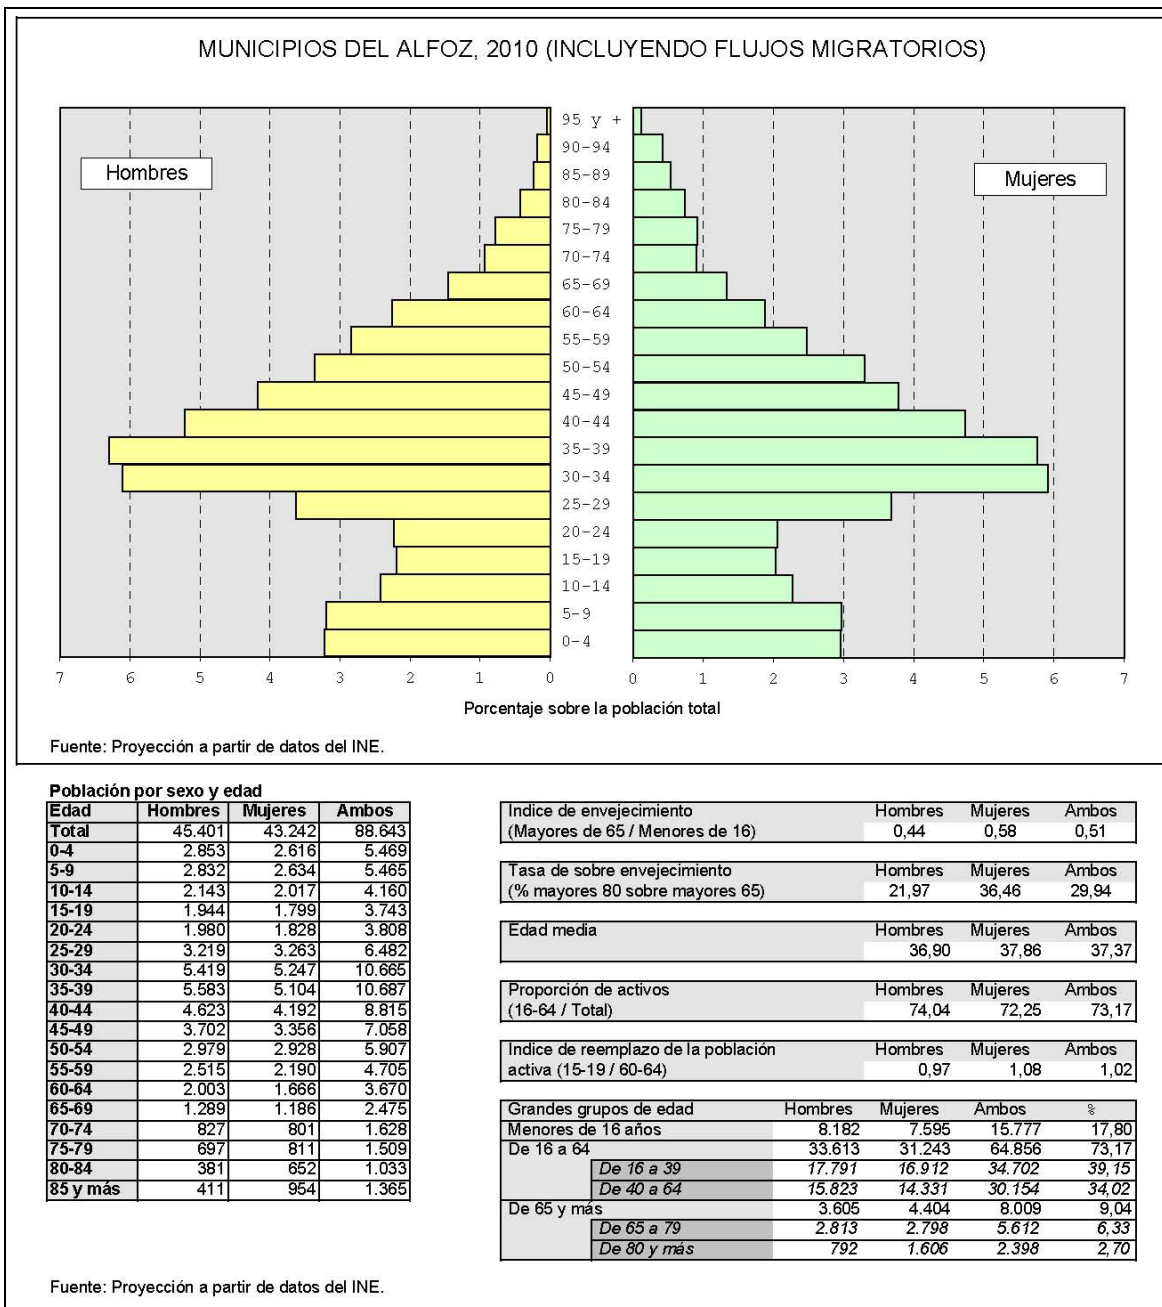 MUNICIPIOS DEL ALFOZ, 2010 (INCLUYENDO FLUJOS MIGRATORIOS)
Hombres
Mujeres
95 y +
90-94
85-89
80-84
75-79
70-74
65-69
60-64
55-59
50-54
45-49
40-44
35-39
30-34
25-29
20-24
15-19
10-14
5-9
0-4
7 6 5 4 3 2 1 0 0 1 2 3 4 5 6 7
Porcentaje sobre la población total
Fuente: Proyección a partir de datos del INE.
Población por sexo y edad
Edad Hombres Mujeres Ambos
Total 45.401 43.242 88.643
0-4 2.853 2.616 5.469
5-9 2.832 2.634 5.465
10-14 2.143 2.017 4.160
15-19 1.944 1.799 3.743
20-24 1.980 1.828 3.808
25-29 3.219 3.263 6.482
30-34 5.419 5.247 10.665
35-39 5.583 5.104 10.687
40-44 4.623 4.192 8.815
45-49 3.702 3.356 7.058
50-54 2.979 2.928 5.907
55-59 2.515 2.190 4.705
60-64 2.003 1.666 3.670
65-69 1.289 1.186 2.475
70-74 827 801 1.628
75-79 697 811 1.509
80-84 381 652 1.033
85 y más 411 954 1.365
Indice de envejecimiento Hombres Mujeres Ambos
(Mayores de 65 / Menores de 16) 0,44 0,58 0,51
Tasa de sobre envejecimiento Hombres Mujeres Ambos
(% mayores 80 sobre mayores 65) 21,97 36,46 29,94
Edad media Hombres Mujeres Ambos
36,90 37,86 37,37
Proporción de activos Hombres Mujeres Ambos
(16-64 / Total) 74,04 72,25 73,17
Indice de reemplazo de la población Hombres Mujeres Ambos
activa (15-19 / 60-64) 0,97 1,08 1,02
Grandes grupos de edad Hombres Mujeres Ambos %
Menores de 16 años 8.182 7.595 15.777 17,80
De 16 a 64 33.613 31.243 64.856 73,17
De 16 a 39 17.791 16.912 34.702 39,15
De 40 a 64 15.823 14.331 30.154 34,02
De 65 y más 3.605 4.404 8.009 9,04
De 65 a 79 2.813 2.798 5.612 6,33
De 80 y más 792 1.606 2.398 2,70
Fuente: Proyección a partir de datos del INE.